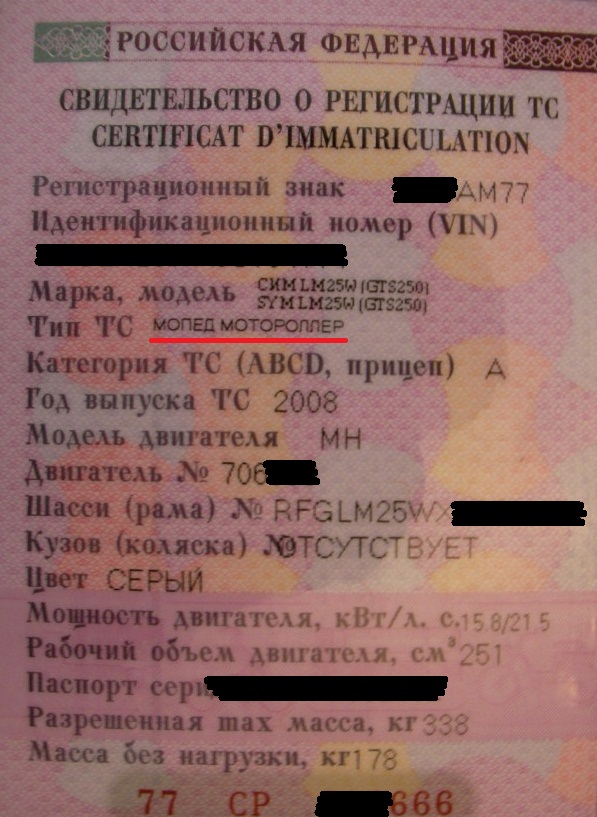 РОССИЙСКАЯ ФЕДЕРАЦИЯ
СВИДЕТЕЛЬСТВО О РЕГИСТРАЦИИ ТС
CERTIFICAT D'IMMATRICULATION
Регистрационный знак АМ77
Идентификационный номер (VIN)
Марка, модель СИМ LM25W (GTS250)
SYM LM25W (GTS250)
Тип ТС МОПЕД МОТОРОЛЛЕР
Категория ТС (ABCD, прицеп) A
Год выпуска ТС 2008
Модель двигателя MH
Двигатель № 706
Шасси (рама) № RFGLM25WX
Кузов (коляска) № ОТСУТСТВУЕТ
Цвет СЕРЫЙ
Мощность двигателя, кВт/л. с. 15.8/21.5
Рабочий объем двигателя, см³ 251
Паспорт сери
Разрешенная max масса, кг 338
Масса без нагрузки, кг 178
77 СР 666